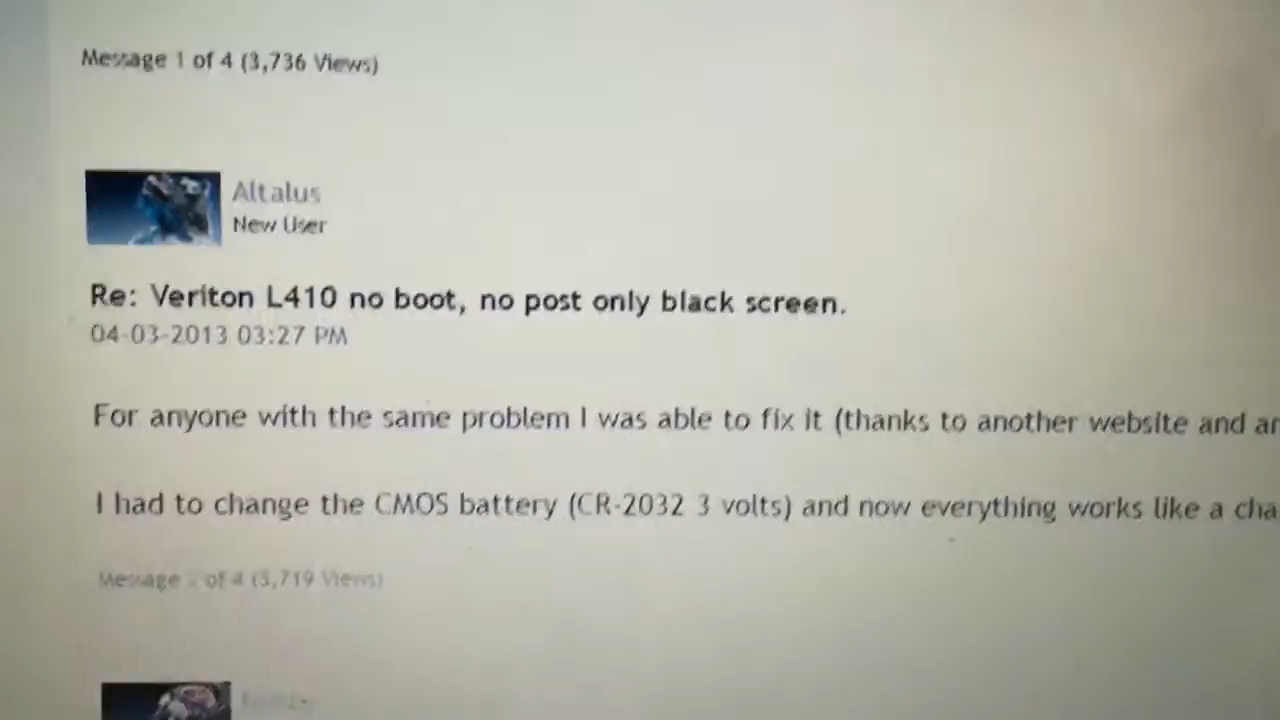 Message 1 of 4 (3,736 Views)
Altalus
New User
Re: Veriton L410 no boot, no post only black screen.
04-03-2013 03:27 PM
For anyone with the same problem I was able to fix it (thanks to another website and
I had to change the CMOS battery (CR-2032 3 volts) and now everything works like a
Message of 4 (3,719 Views)